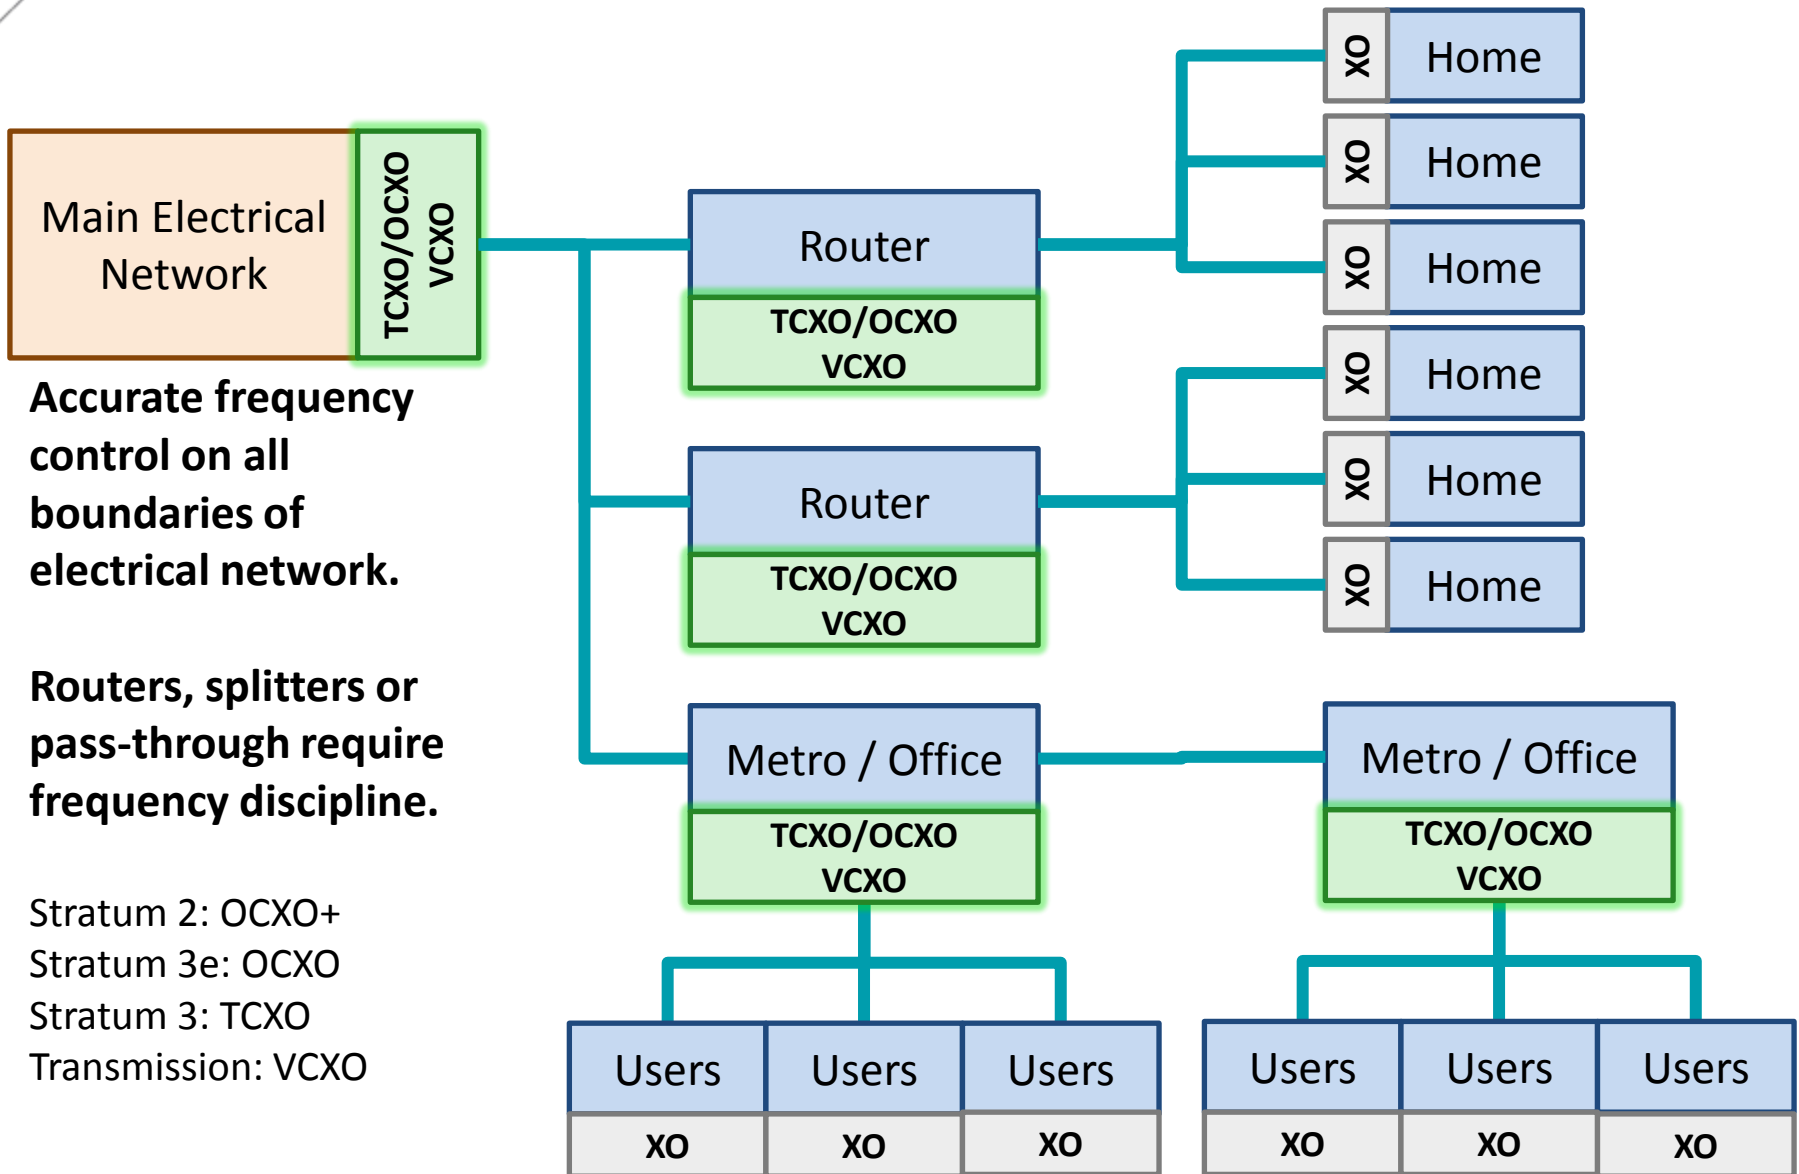 Main Electrical
Network
TCXO/OCXO
VCXO
Accurate frequency
control on all
boundaries of
electrical network.
Routers, splitters or
pass-through require
frequency discipline.
Stratum 2: OCXO+
Stratum 3e: OCXO
Stratum 3: TCXO
Transmission: VCXO
Router
TCXO/OCXO
VCXO
Router
TCXO/OCXO
VCXO
XO
Home
XO
Home
XO
Home
XO
Home
XO
Home
XO
Home
Metro / Office
TCXO/OCXO
VCXO
Metro / Office
TCXO/OCXO
VCXO
Users
Users
Users
XO
XO
XO
Users
Users
Users
XO
XO
XO